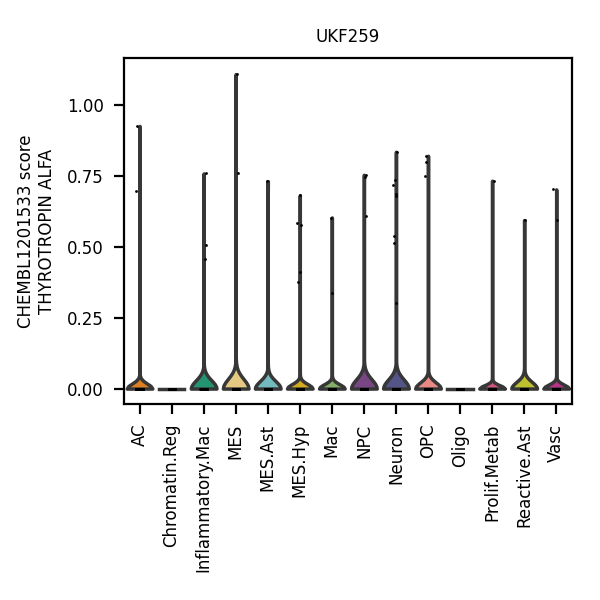 UKF259
CHEMBL1201533 score
THYROTROPIN ALFA
1.00
0.75
0.50
0.25
0.00
AC
Chromatin.Reg
Inflammatory.Mac
MES
MES.Ast
MES.Hyp
Mac
NPC
Neuron
OPC
Oligo
Prolif.Metab
Reactive.Ast
Vasc